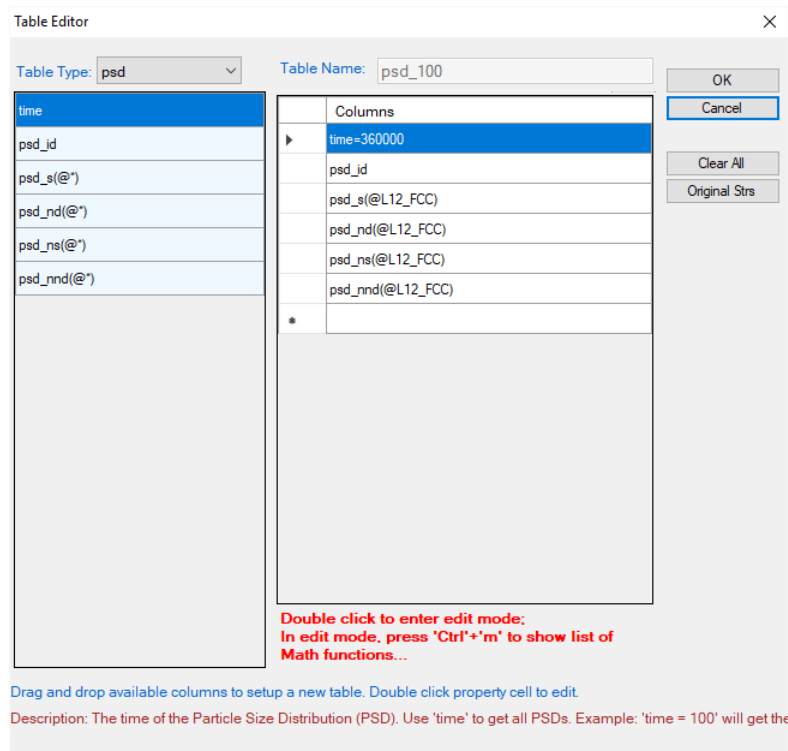 Table Editor
Table Type: psd
Table Name: psd_100
OK
Cancel
Clear All
Original Strs
time
psd_id
psd_s(@*)
psd_nd(@*)
psd_ns(@*)
psd_nnd(@*)
Columns
time=360000
psd_id
psd_s(@L12_FCC)
psd_nd(@L12_FCC)
psd_ns(@L12_FCC)
psd_nnd(@L12_FCC)
Double click to enter edit mode;
In edit mode, press 'Ctrl'+'m' to show list of
Math functions...
Drag and drop available columns to setup a new table. Double click property cell to edit.
Description: The time of the Particle Size Distribution (PSD). Use 'time' to get all PSDs. Example: 'time = 100' will get the